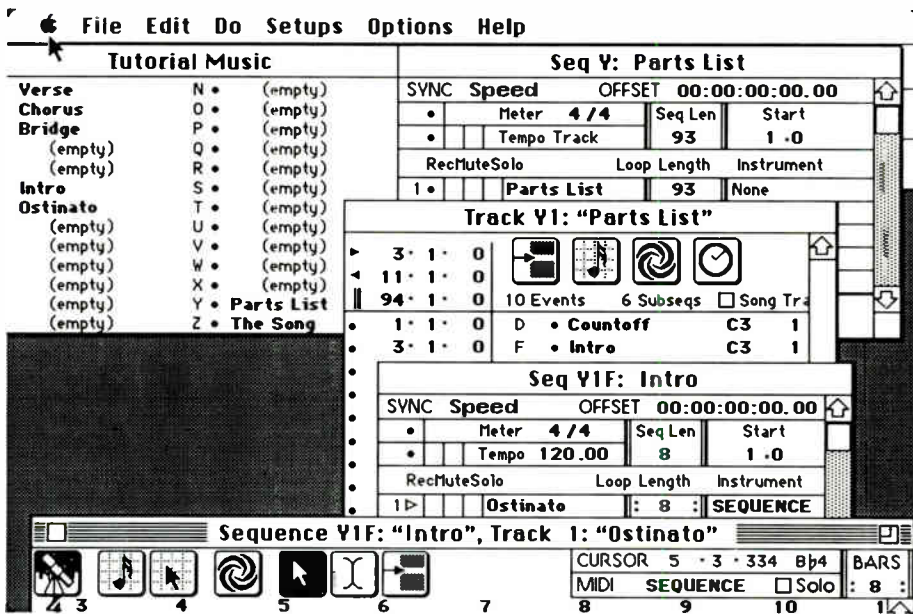 File Edit Do Setups Options Help
Tutorial Music
Verse N • (empty)
Chorus O • (empty)
Bridge P • (empty)
(empty) Q • (empty)
(empty) R • (empty)
Intro S • (empty)
Ostinato T • (empty)
(empty) U • (empty)
(empty) V • (empty)
(empty) W • (empty)
(empty) X • (empty)
(empty) Y • Parts List
(empty) Z • The Song
Seq Y: Parts List
SYNC Speed OFFSET 00:00:00:00.00
Meter 4/4 Seq Len Start
Tempo Track 93 1 •0
RecMuteSolo Loop Length Instrument
1 • Parts List 93 None
Track Y1: "Parts List"
3 · 1 · 0
11 · 1 · 0
94 · 1 · 0 10 Events 6 Subseqs Song Tra
1 · 1 · 0 D • Countoff C3 1
3 · 1 · 0 F • Intro C3 1
Seq Y1F: Intro
SYNC Speed OFFSET 00:00:00:00.00
Meter 4/4 Seq Len Start
Tempo 120.00 8 1 •0
RecMuteSolo Loop Length Instrument
1 Ostinato : 8 : SEQUENCE
Sequence Y1F: "Intro", Track 1: "Ostinato"
CURSOR 5 · 3 · 334 B♭4 BARS
MIDI SEQUENCE Solo : 8 :
3 4 5 6 7 8 9 10